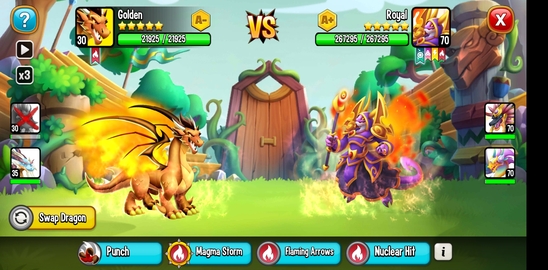 ?
Golden
A-
VS
A+
Royal
X
30
21925 / 21925
267295 / 267295
70
x3
30
70
35
70
Swap Dragon
Punch
Magma Storm
Flaming Arrows
Nuclear Hit
i